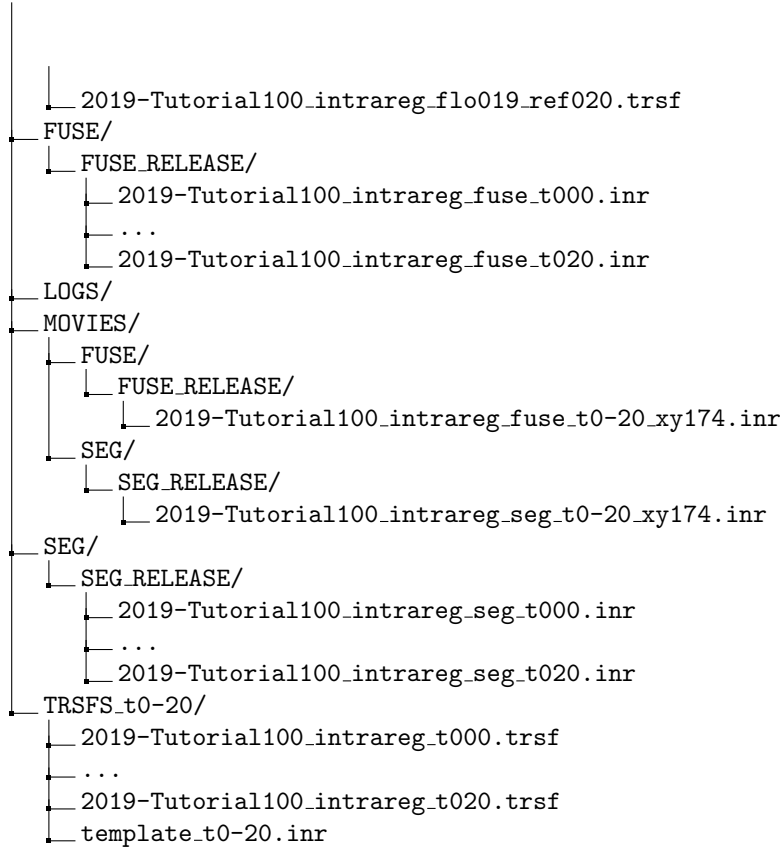 2019-Tutorial100_intrareg_flo019_ref020.trsf
FUSE/
FUSE_RELEASE/
2019-Tutorial100_intrareg_fuse_t000.inr
...
2019-Tutorial100_intrareg_fuse_t020.inr
LOGS/
MOVIES/
FUSE/
FUSE_RELEASE/
2019-Tutorial100_intrareg_fuse_t0-20_xy174.inr
SEG/
SEG_RELEASE/
2019-Tutorial100_intrareg_seg_t0-20_xy174.inr
SEG/
SEG_RELEASE/
2019-Tutorial100_intrareg_seg_t000.inr
...
2019-Tutorial100_intrareg_seg_t020.inr
TRSFS_t0-20/
2019-Tutorial100_intrareg_t000.trsf
...
2019-Tutorial100_intrareg_t020.trsf
template_t0-20.inr